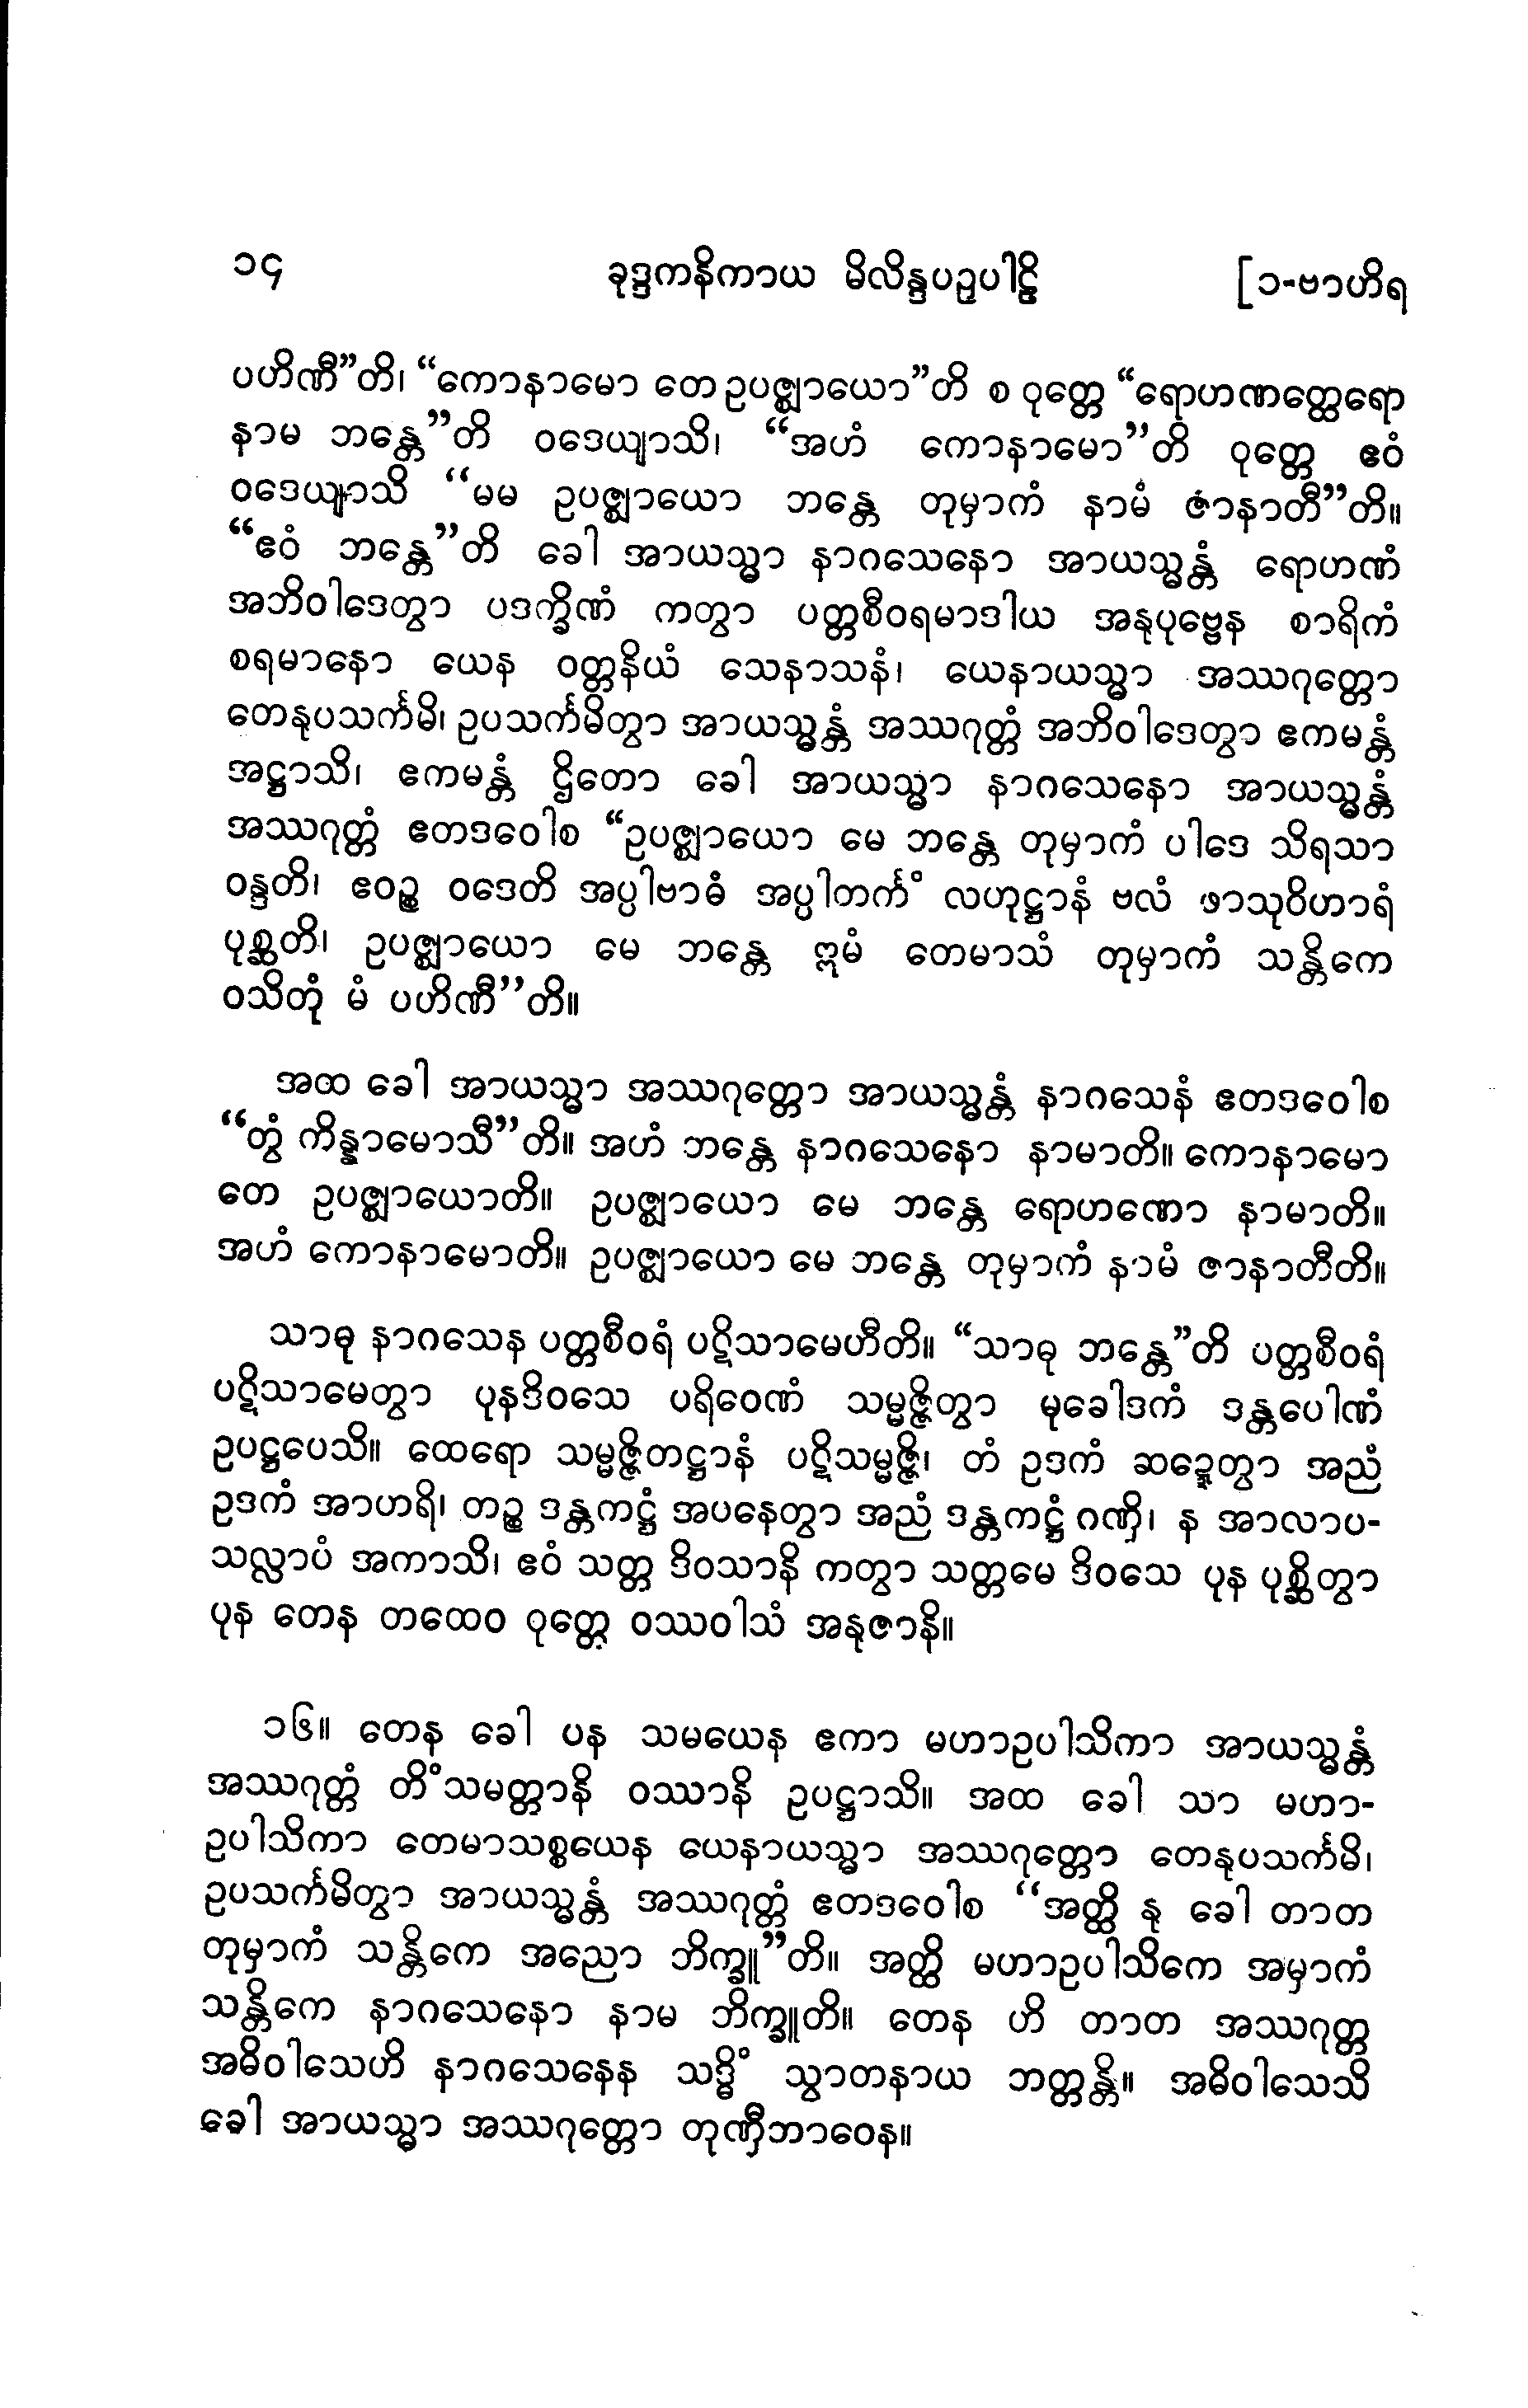 ၁၄ ခုဒ္ဒကနိကာယ မိလိန္ဒပဉှပါဠိ [၁-ဗာဟိရ
ပဟိဏီ”တိ၊ “ကောနာမော တေ ဥပဇ္ဈာယော”တိ စ ဝုတ္တေ “ရောဟဏတ္ထေရော
နာမ ဘန္တေ”တိ ဝဒေယျာသိ၊ “အဟံ ကောနာမော”တိ ဝုတ္တေ ဧဝံ
ဝဒေယျာသိ “မမ ဥပဇ္ဈာယော ဘန္တေ တုမှာကံ နာမံ ဇာနာတီ”တိ။
“ဧဝံ ဘန္တေ”တိ ခေါ အာယသ္မာ နာဂသေနော အာယသ္မန္တံ ရောဟဏံ
အဘိဝါဒေတွာ ပဒက္ခိဏံ ကတွာ ပတ္တစီဝရမာဒါယ အနုပုဗ္ဗေန စာရိကံ
စရမာနော ယေန ဝတ္တနိယံ သေနာသနံ၊ ယေနာယသ္မာ အဿဂုတ္တော
တေနုပသင်္ကမိ၊ ဥပသင်္ကမိတွာ အာယသ္မန္တံ အဿဂုတ္တံ အဘိဝါဒေတွာ ဧကမန္တံ
အဋ္ဌာသိ၊ ဧကမန္တံ ဌိတော ခေါ အာယသ္မာ နာဂသေနော အာယသ္မန္တံ
အဿဂုတ္တံ ဧတဒဝေါစ “ဥပဇ္ဈာယော မေ ဘန္တေ တုမှာကံ ပါဒေ သိရသာ
ဝန္ဒတိ၊ ဧဝဉ္စ ဝဒေတိ အပ္ပါဗာဓံ အပ္ပါတင်္ကံ လဟုဋ္ဌာနံ ဗလံ ဖာသုဝိဟာရံ
ပုစ္ဆတိ၊ ဥပဇ္ဈာယော မေ ဘန္တေ ဣမံ တေမာသံ တုမှာကံ သန္တိကေ
ဝသိတုံ မံ ပဟိဏီ”တိ။
အထ ခေါ အာယသ္မာ အဿဂုတ္တော အာယသ္မန္တံ နာဂသေနံ ဧတဒဝေါစ
“တွံ ကိန္နာမောသီ”တိ။ အဟံ ဘန္တေ နာဂသေနော နာမာတိ။ ကောနာမော
တေ ဥပဇ္ဈာယောတိ။ ဥပဇ္ဈာယော မေ ဘန္တေ ရောဟဏော နာမာတိ။
အဟံ ကောနာမောတိ။ ဥပဇ္ဈာယော မေ ဘန္တေ တုမှာကံ နာမံ ဇာနာတီတိ။
သာဓု နာဂသေန ပတ္တစီဝရံ ပဋိသာမေဟီတိ။ “သာဓု ဘန္တေ”တိ ပတ္တစီဝရံ
ပဋိသာမေတွာ ပုနဒိဝသေ ပရိဝေဏံ သမ္မဇ္ဇိတွာ မုခေါဒကံ ဒန္တပေါဏံ
ဥပဋ္ဌပေသိ။ ထေရော သမ္မဇ္ဇိတဋ္ဌာနံ ပဋိသမ္မဇ္ဇိ၊ တံ ဥဒကံ ဆဍ္ဍေတွာ အညံ
ဥဒကံ အာဟရိ၊ တဉ္စ ဒန္တကဋ္ဌံ အပနေတွာ အညံ ဒန္တကဋ္ဌံ ဂဏှိ၊ န အာလာပ-
သလ္လာပံ အကာသိ၊ ဧဝံ သတ္တ ဒိဝသာနိ ကတွာ သတ္တမေ ဒိဝသေ ပုန ပုစ္ဆိတွာ
ပုန တေန တထေဝ ဝုတ္တေ ဝဿဝါသံ အနုဇာနိ။
၁၆။ တေန ခေါ ပန သမယေန ဧကာ မဟာဥပါသိကာ အာယသ္မန္တံ
အဿဂုတ္တံ တိံသမတ္တာနိ ဝဿာနိ ဥပဋ္ဌာသိ။ အထ ခေါ သာ မဟာ-
ဥပါသိကာ တေမာသစ္စယေန ယေနာယသ္မာ အဿဂုတ္တော တေနုပသင်္ကမိ၊
ဥပသင်္ကမိတွာ အာယသ္မန္တံ အဿဂုတ္တံ ဧတဒဝေါစ “အတ္ထိ နု ခေါ တာတ
တုမှာကံ သန္တိကေ အညော ဘိက္ခူ”တိ။ အတ္ထိ မဟာဥပါသိကေ အမှာကံ
သန္တိကေ နာဂသေနော နာမ ဘိက္ခူတိ။ တေန ဟိ တာတ အဿဂုတ္တ
အဓိဝါသေဟိ နာဂသေနေန သဒ္ဓိံ သွာတနာယ ဘတ္တန္တိ။ အဓိဝါသေသိ
ခေါ အာယသ္မာ အဿဂုတ္တော တုဏှီဘာဝေန။